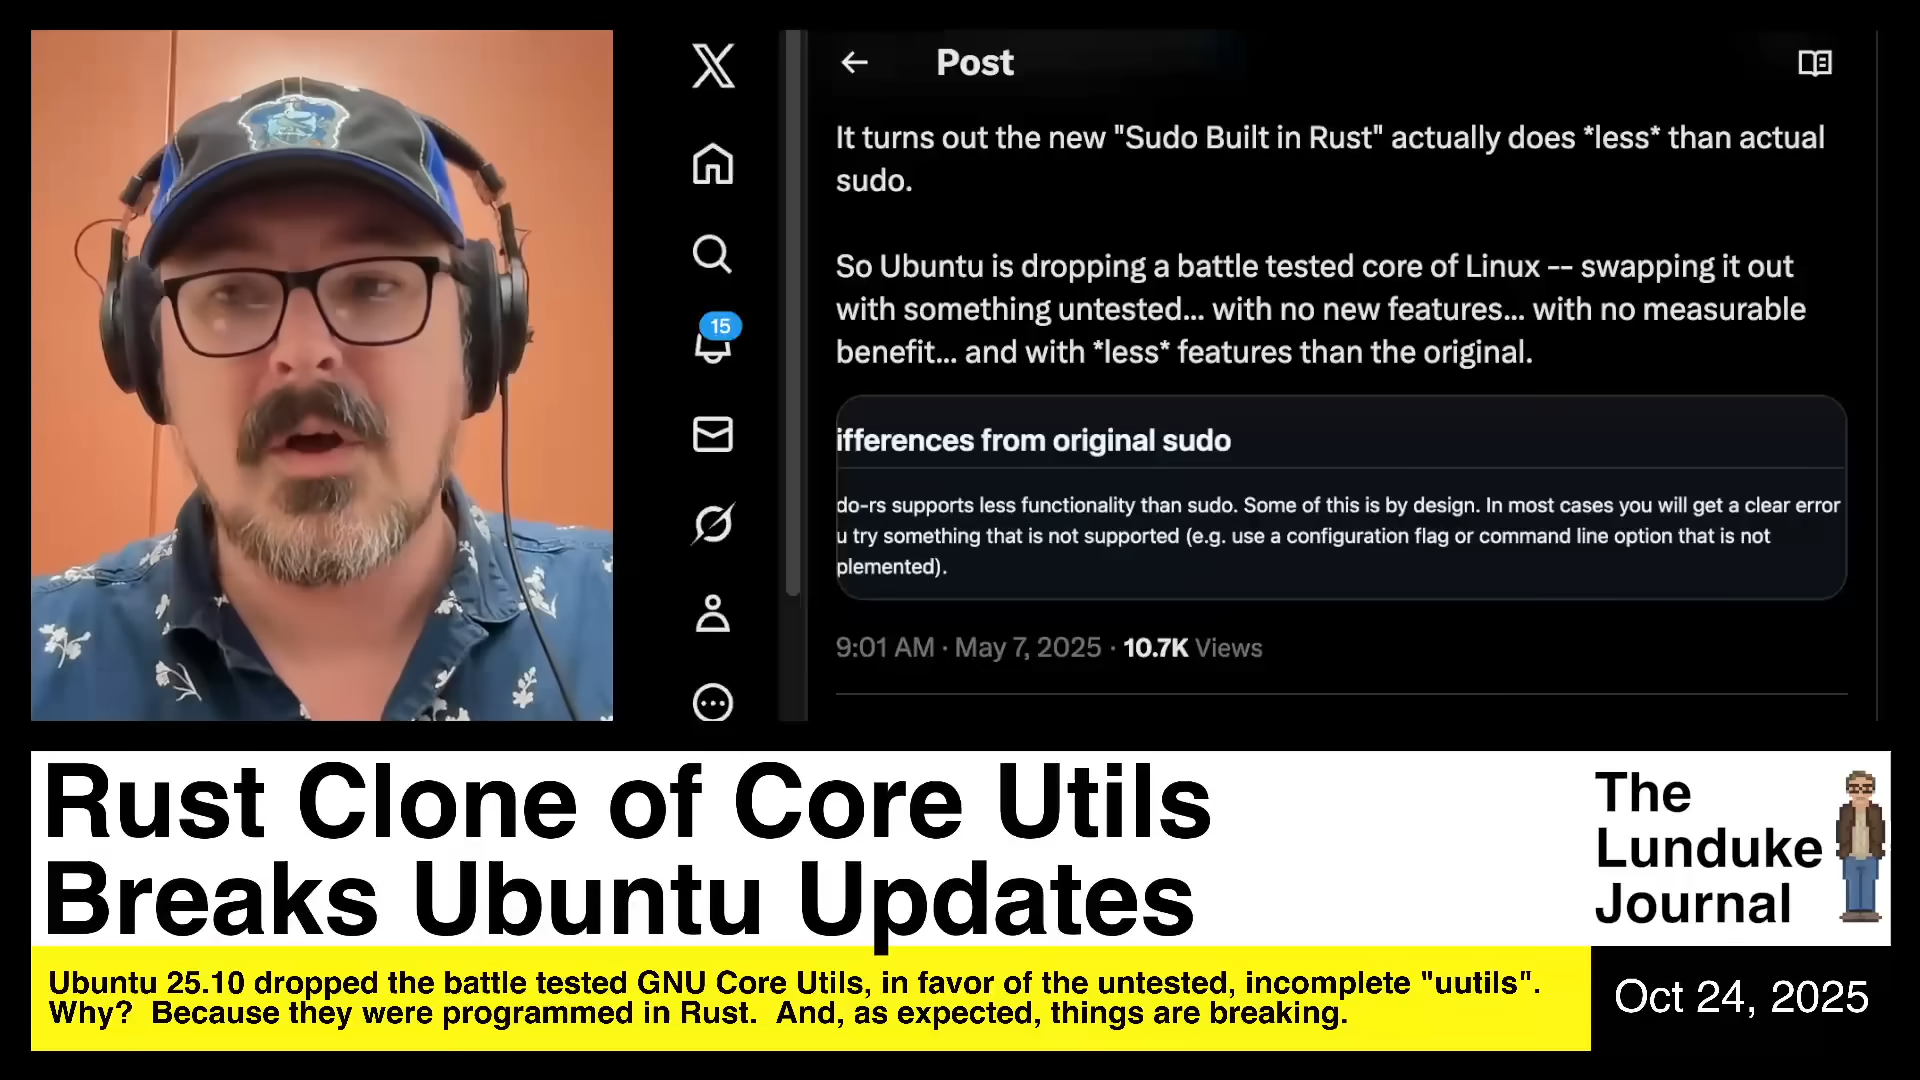 15
Post
It turns out the new "Sudo Built in Rust" actually does *less* than actual
sudo.
So Ubuntu is dropping a battle tested core of Linux -- swapping it out
with something untested... with no new features... with no measurable
benefit... and with *less* features than the original.
ifferences from original sudo
do-rs supports less functionality than sudo. Some of this is by design. In most cases you will get a clear error
u try something that is not supported (e.g. use a configuration flag or command line option that is not
plemented).
9:01 AM · May 7, 2025 · 10.7K Views
Rust Clone of Core Utils
Breaks Ubuntu Updates
The
Lunduke
Journal
Ubuntu 25.10 dropped the battle tested GNU Core Utils, in favor of the untested, incomplete "uutils".
Why? Because they were programmed in Rust. And, as expected, things are breaking.
Oct 24, 2025